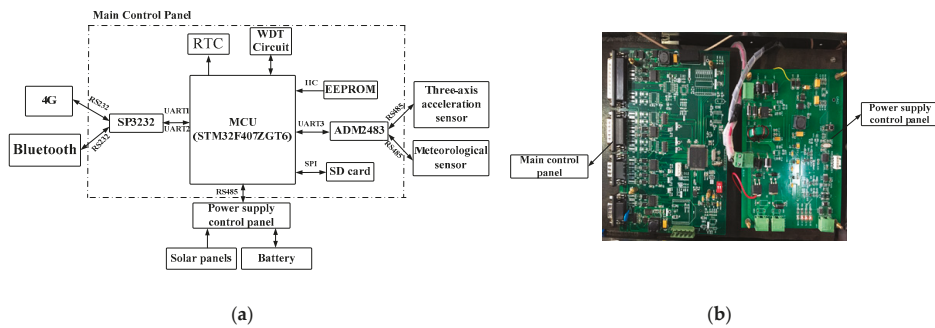 Main Control Panel
RTC
WDT
Circuit
4G
RS232
SP3232
UART1
UART2
Bluetooth
RS232
MCU
(STM32F407ZGT6)
IIC
EEPROM
UART3
ADM2483
RS485
RS485
Three-axis
acceleration
sensor
Meteorological
sensor
SPI
SD card
RS485
Power supply
control panel
Solar panels
Battery
(a)
Main control
panel
Power supply
control panel
(b)